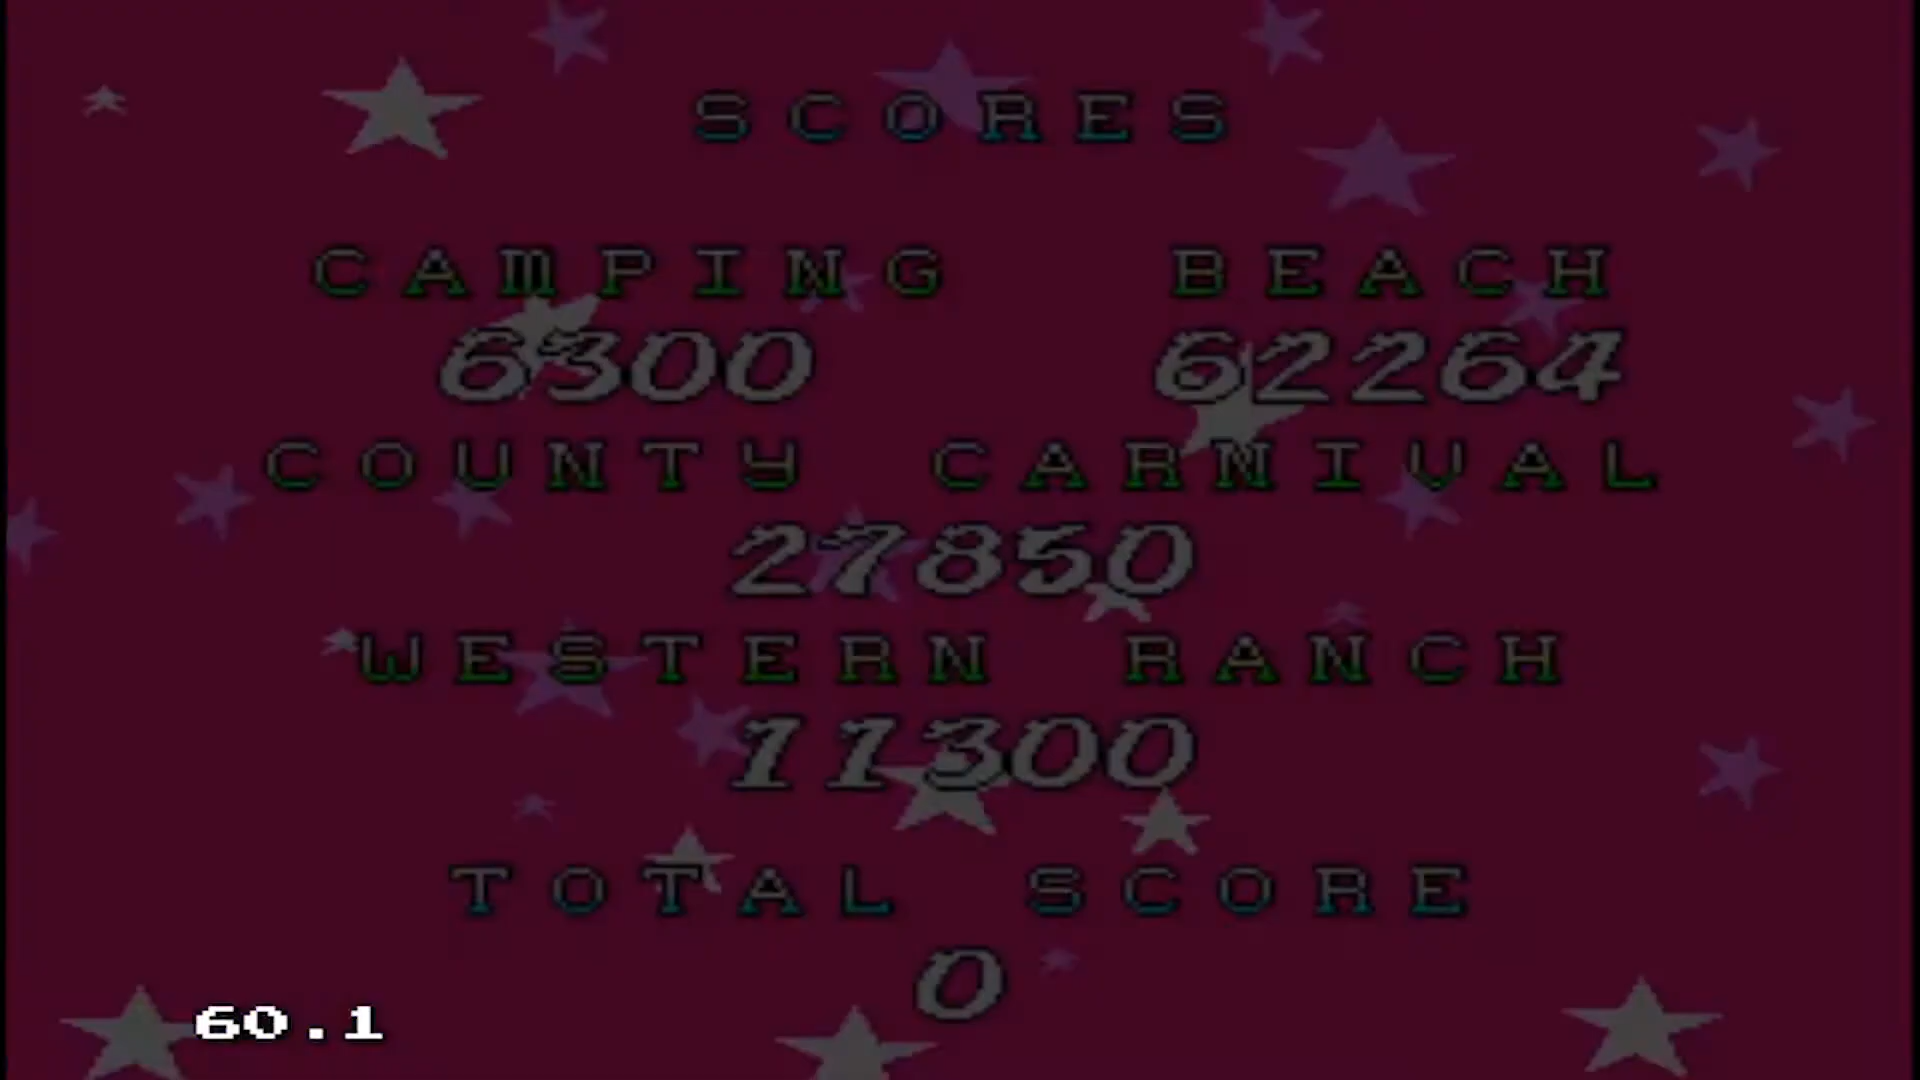 SCORES
CAMPING BEACH
6300 62264
COUNTY CARNIVAL
27850
WESTERN RANCH
11300
TOTAL SCORE
0
60.1